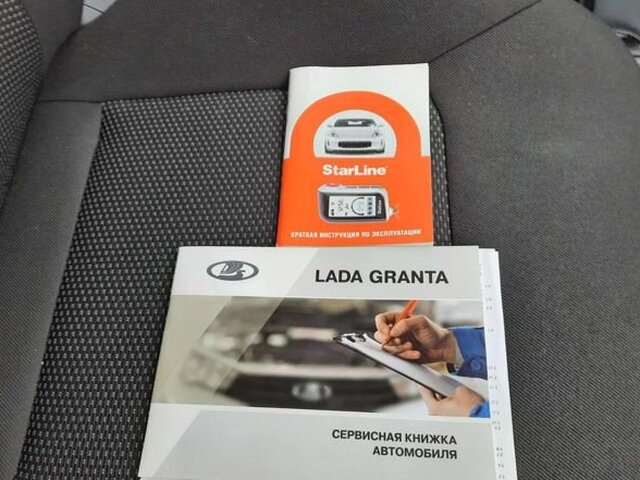 StarLine
КРАТКАЯ ИНСТРУКЦИЯ ПО ЭКСПЛУАТАЦИИ
LADA GRANTA
СЕРВИСНАЯ КНИЖКА
АВТОМОБИЛЯ